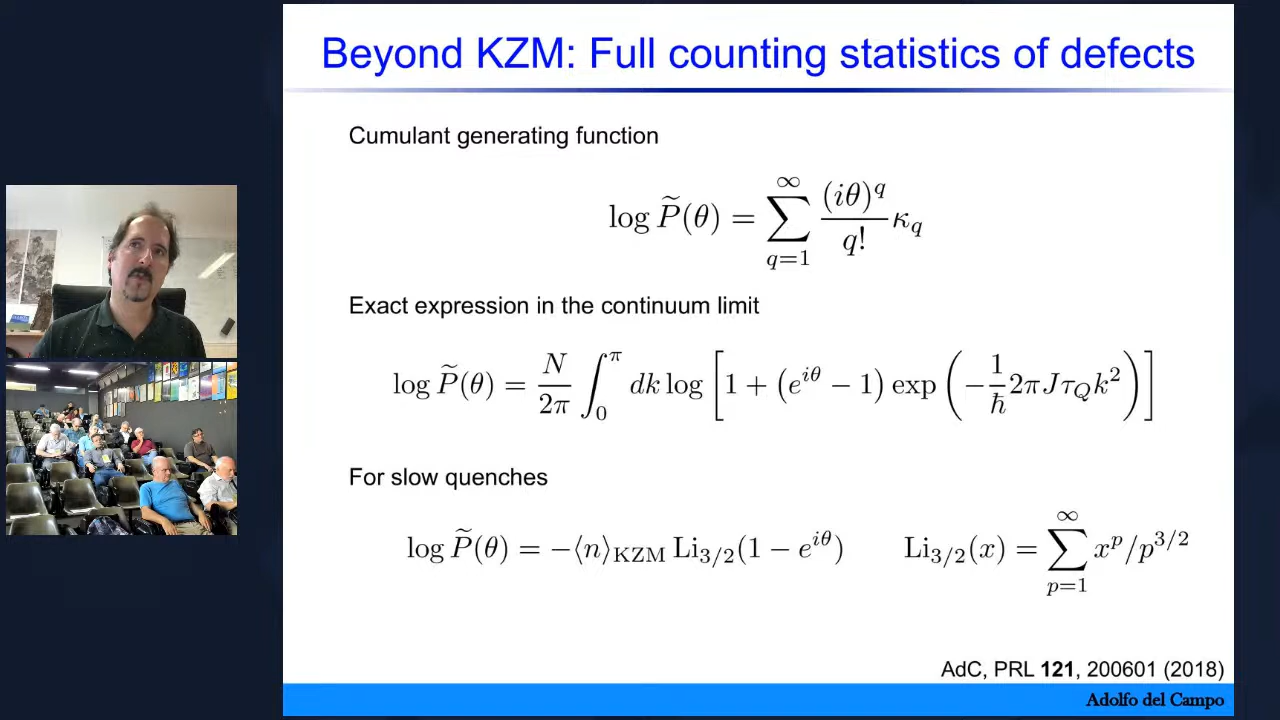 Beyond KZM: Full counting statistics of defects
Cumulant generating function
log P̃(θ) = ∑_{q=1}^{∞} (iθ)^q / q! κ_q
Exact expression in the continuum limit
log P̃(θ) = N/2π ∫_0^π dk log [1 + (e^{iθ} − 1) exp (−1/ħ 2πJτ_Q k²)]
For slow quenches
log P̃(θ) = −⟨n⟩_KZM Li_{3/2}(1 − e^{iθ}) Li_{3/2}(x) = ∑_{p=1}^{∞} x^p/p^{3/2}
AdC, PRL 121, 200601 (2018)
Adolfo del Campo